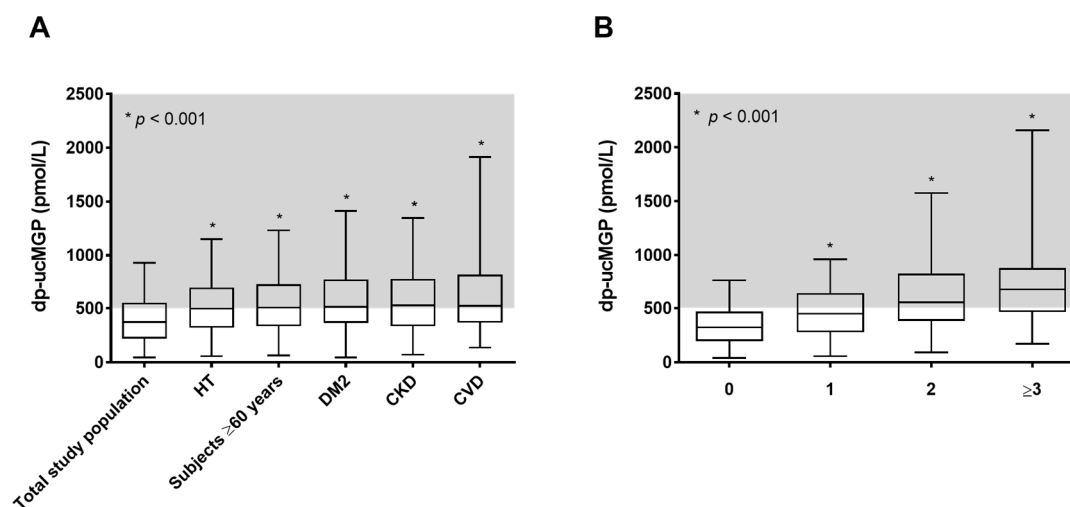 A
dp-ucMGP (pmol/L)
2500
2000
1500
1000
500
0
* p < 0.001
*
*
*
*
*
Total study population
HT
Subjects ≥60 years
DM2
CKD
CVD
B
dp-ucMGP (pmol/L)
2500
2000
1500
1000
500
0
* p < 0.001
*
*
*
0
1
2
≥3